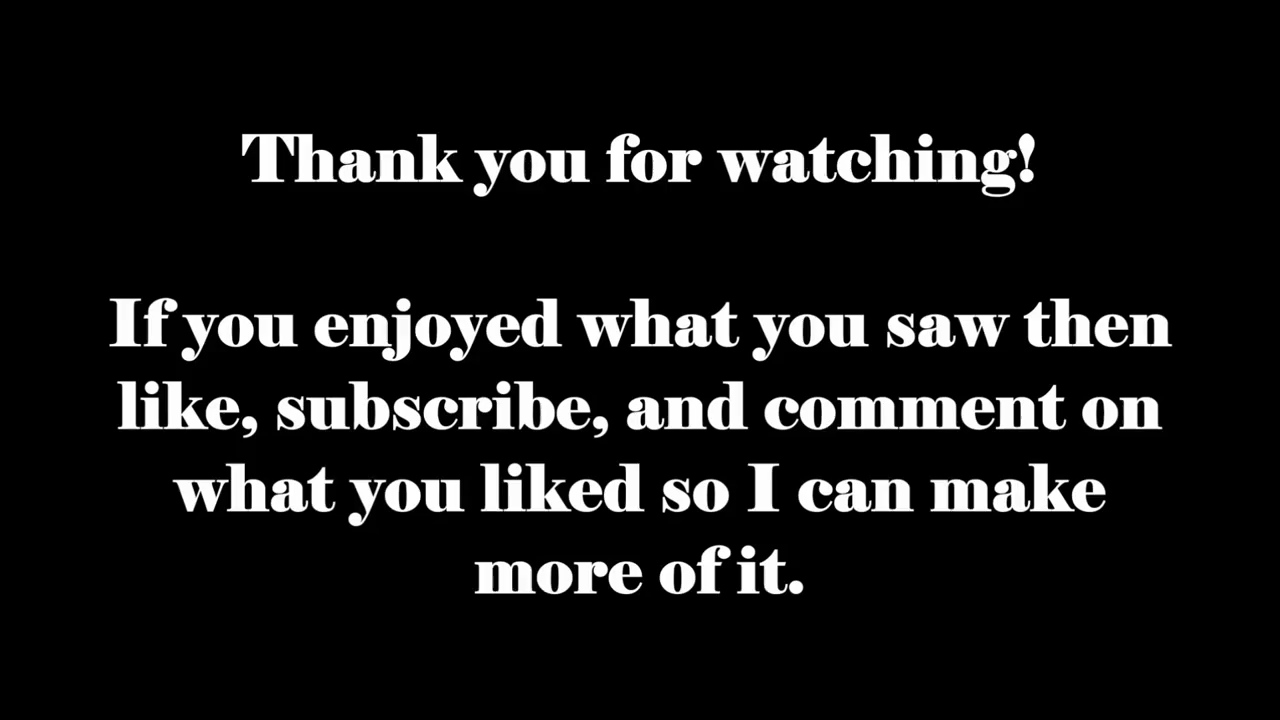 Thank you for watching!
If you enjoyed what you saw then
like, subscribe, and comment on
what you liked so I can make
more of it.